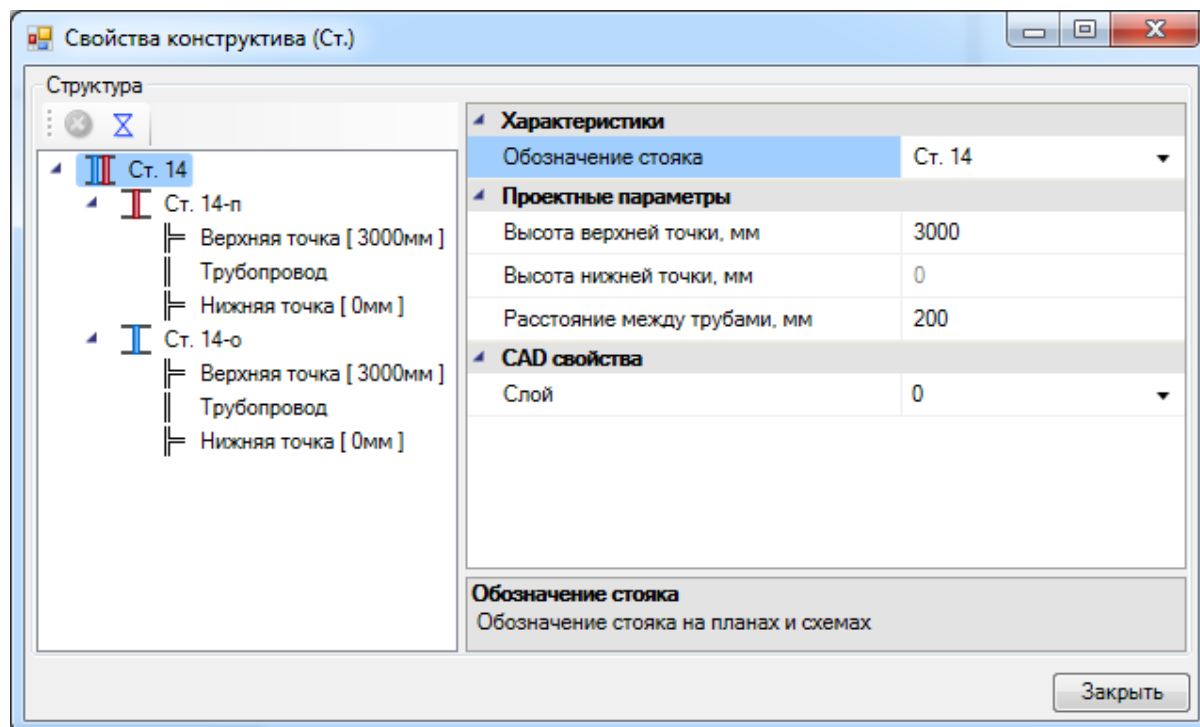 Свойства конструктива (Ст.)
Структура
Ст. 14
Ст. 14-п
Верхняя точка [ 3000мм ]
Трубопровод
Нижняя точка [ 0мм ]
Ст. 14-о
Верхняя точка [ 3000мм ]
Трубопровод
Нижняя точка [ 0мм ]
Характеристики
Обозначение стояка Ст. 14
Проектные параметры
Высота верхней точки, мм 3000
Высота нижней точки, мм 0
Расстояние между трубами, мм 200
CAD свойства
Слой 0
Обозначение стояка
Обозначение стояка на планах и схемах
Закрыть